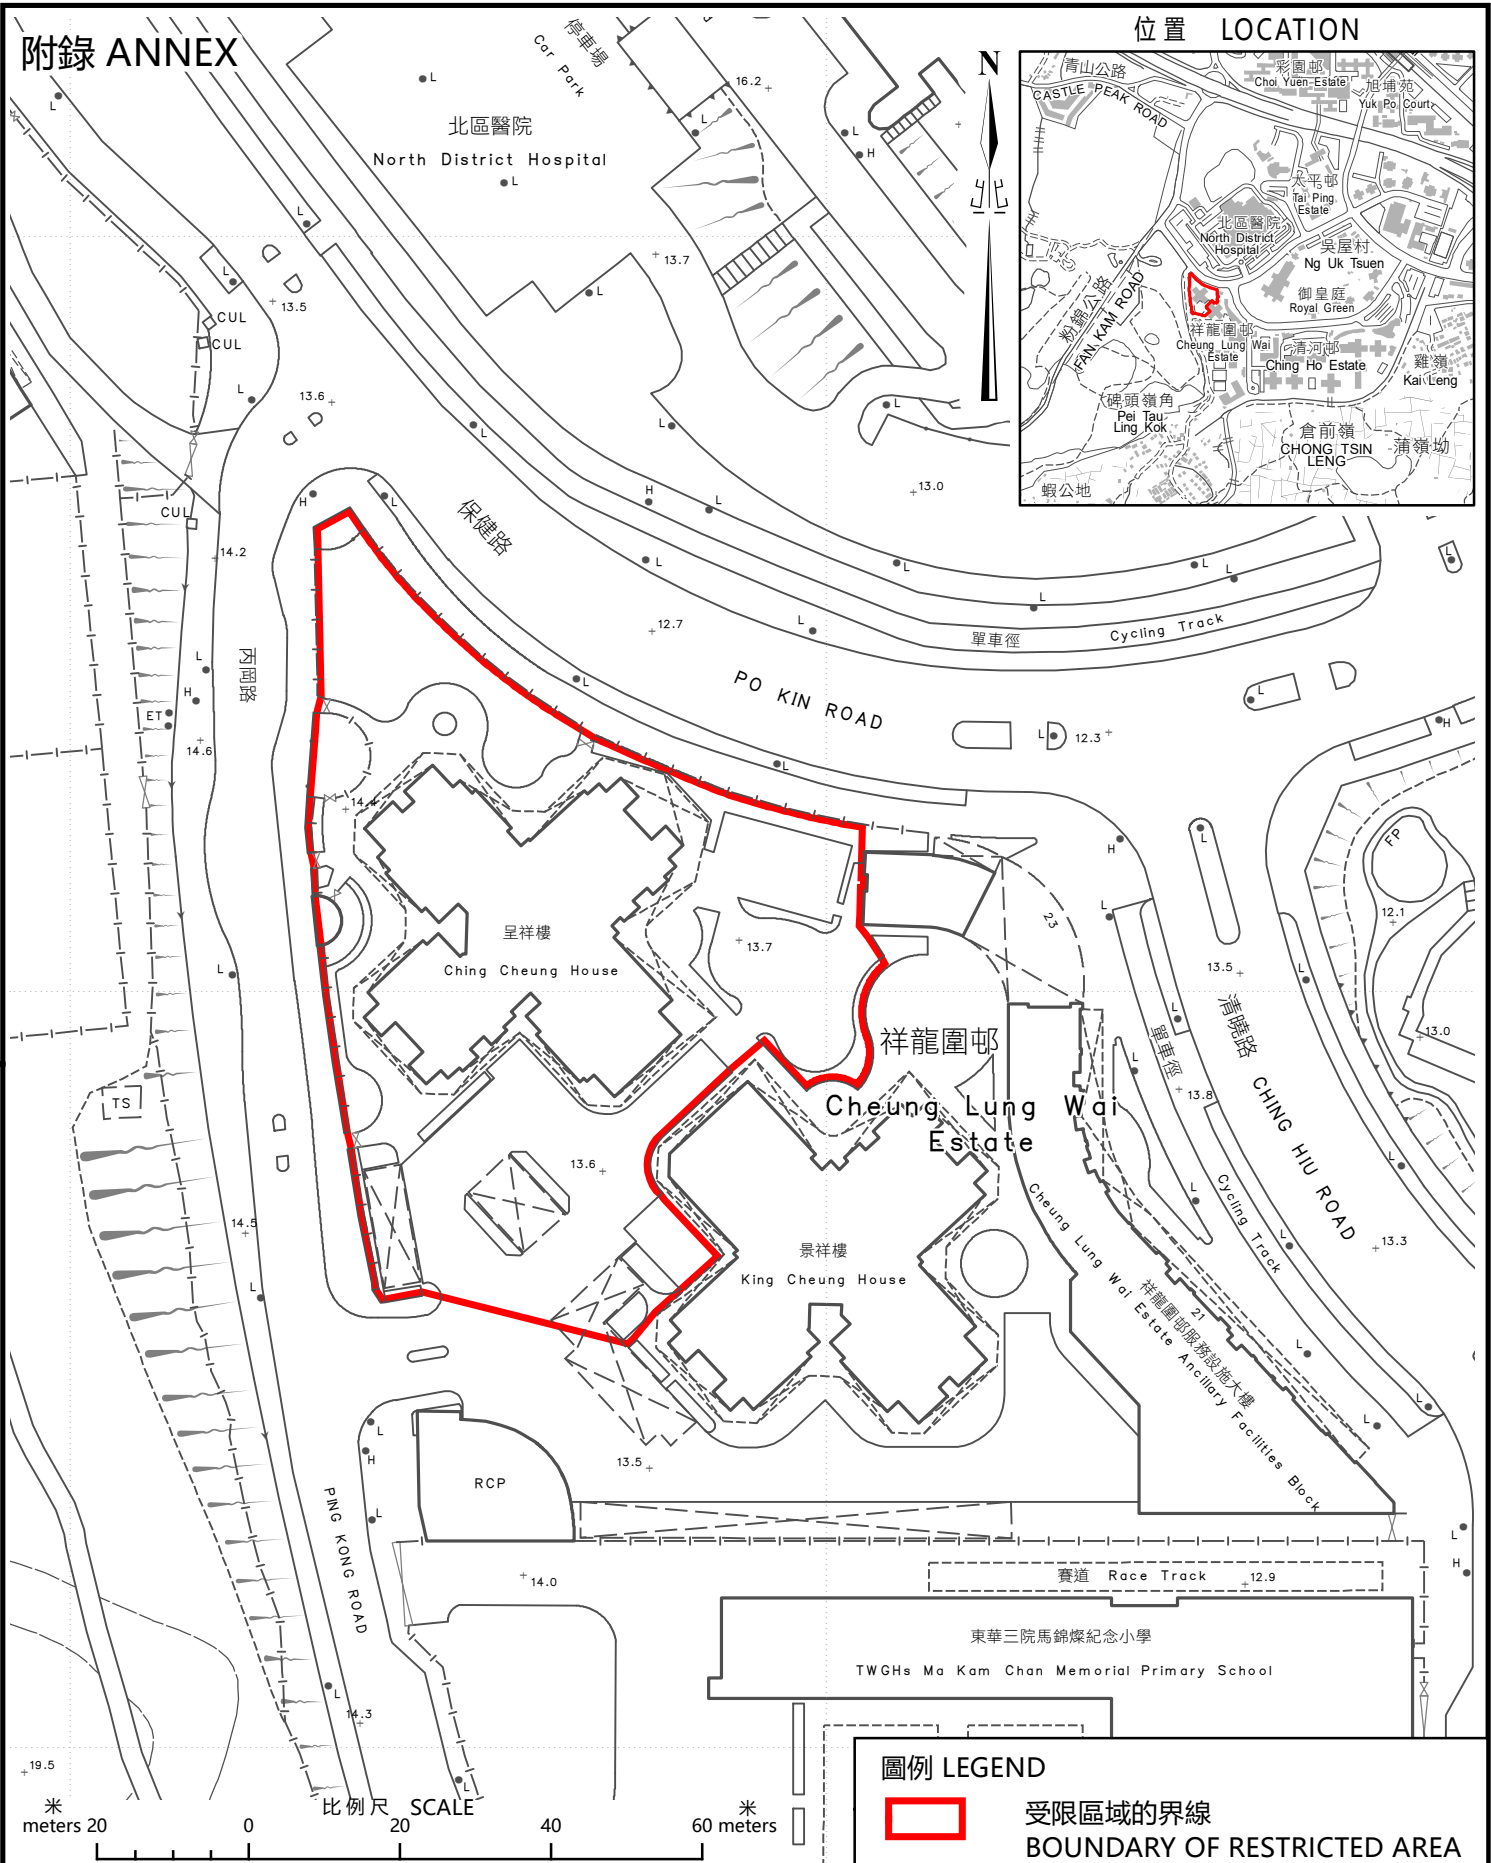 附錄 ANNEX
位置 LOCATION
停車場
Car Park
北區醫院
North District Hospital
N
北
青山公路
CASTLE PEAK ROAD
彩園邨
Choi Yuen Estate
旭埔苑
Yuk Po Court
太平邨
Tai Ping
Estate
北區醫院
North District
Hospital
吳屋村
Ng Uk Tsuen
御皇庭
Royal Green
粉錦公路
FAN KAM ROAD
祥龍圍邨
Cheung Lung Wai
Estate
清河邨
Ching Ho Estate
雞嶺
Kai Leng
碑頭嶺角
Pei Tau
Ling Kok
倉前嶺
CHONG TSIN
LENG
蒲嶺坳
蝦公地
16.2
13.7
13.5
CUL
CUL
13.6
CUL
13.0
14.2
保健路
12.7
單車徑 Cycling Track
丙岡路
PO KIN ROAD
ET
14.6
12.3
14.4
FP
12.1
呈祥樓
Ching Cheung House
13.7
23
13.5
清曉路
CHING HIU ROAD
13.0
祥龍圍邨
Cheung Lung Wai
Estate
單車徑
Cycling Track
13.8
TS
13.6
14.5
景祥樓
King Cheung House
13.3
21
祥龍圍邨服務設施大樓
Cheung Lung Wai Estate Ancillary Facilities Block
RCP
13.5
PING KONG ROAD
14.0
賽道 Race Track
12.9
東華三院馬錦燦紀念小學
TWGHs Ma Kam Chan Memorial Primary School
14.3
19.5
比例尺 SCALE
米 meters 20 0 20 40 60 米 meters
圖例 LEGEND
受限區域的界線
BOUNDARY OF RESTRICTED AREA